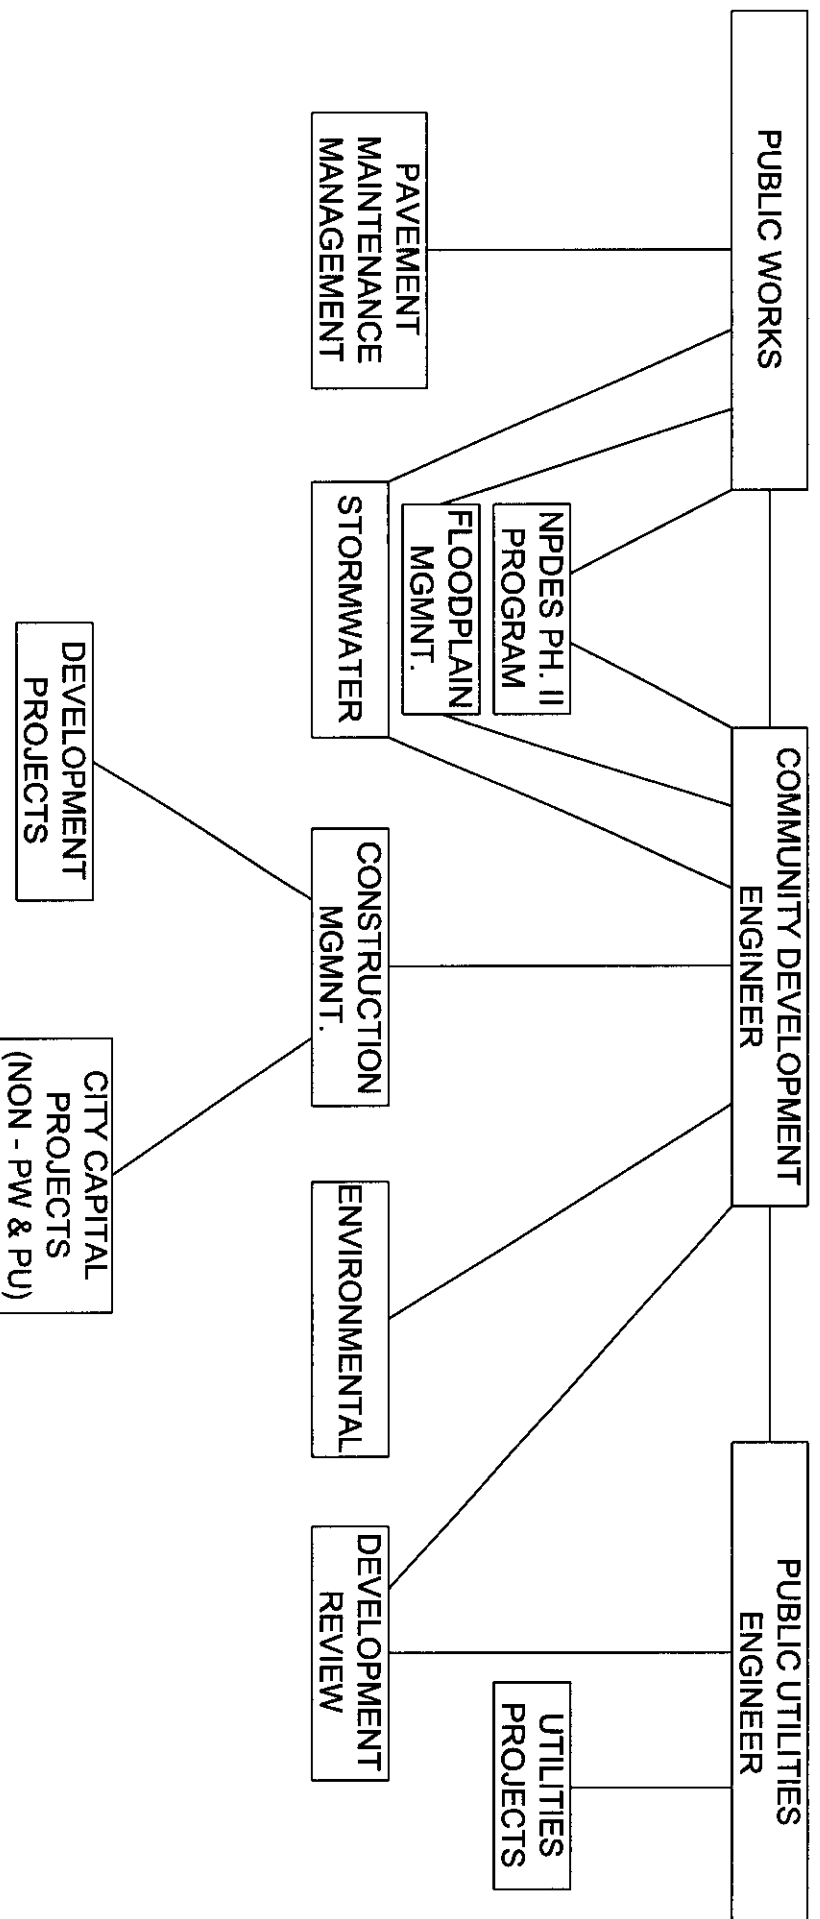 PUBLIC WORKS
COMMUNITY DEVELOPMENT
ENGINEER
PUBLIC UTILITIES
ENGINEER
NPDES PH. II
PROGRAM
UTILITIES
PROJECTS
FLOODPLAIN
MGMNT.
PAVEMENT
MAINTENANCE
MANAGEMENT
STORMWATER
CONSTRUCTION
MGMNT.
ENVIRONMENTAL
DEVELOPMENT
REVIEW
DEVELOPMENT
PROJECTS
CITY CAPITAL
PROJECTS
(NON - PW & PU)